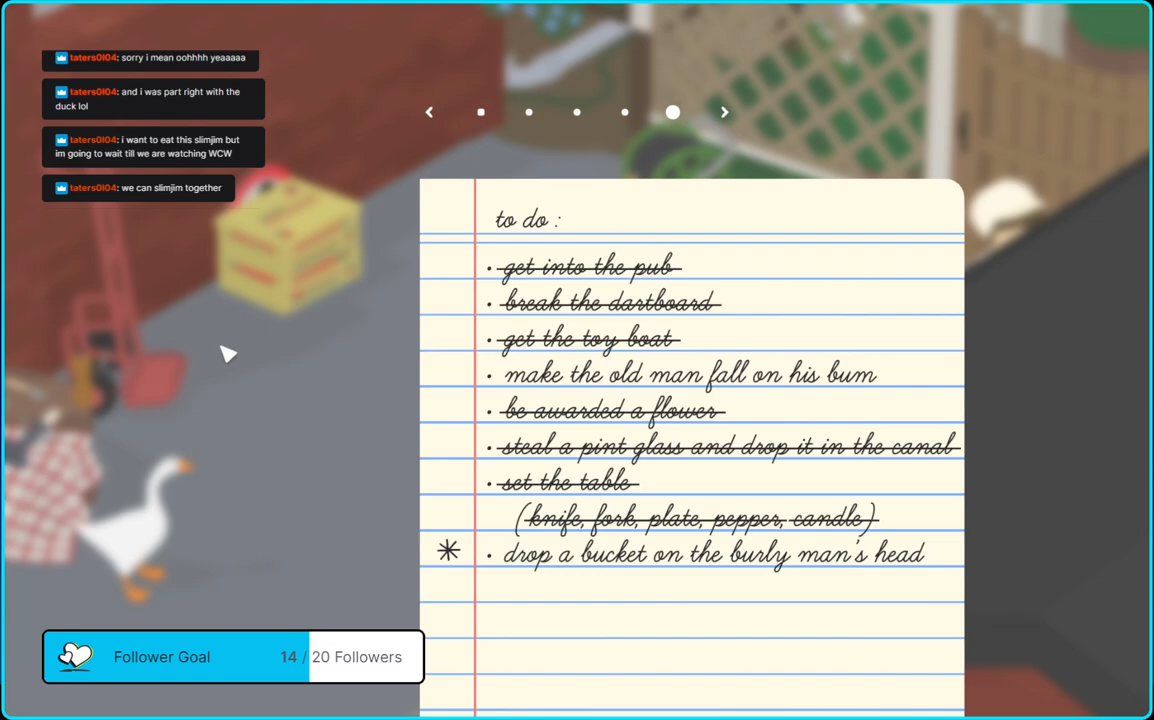 taters0l04: sorry i mean oohhhh yeaaaaa
taters0l04: and i was part right with the
duck lol
taters0l04: i want to eat this slimjim but
im going to wait till we are watching WCW
taters0l04: we can slimjim together
to do :
• get into the pub
• break the dartboard
• get the toy boat
• make the old man fall on his bum
• be awarded a flower
• steal a pint glass and drop it in the canal
• set the table
(knife, fork, plate, pepper, candle)
• drop a bucket on the burly man's head
Follower Goal 14 / 20 Followers